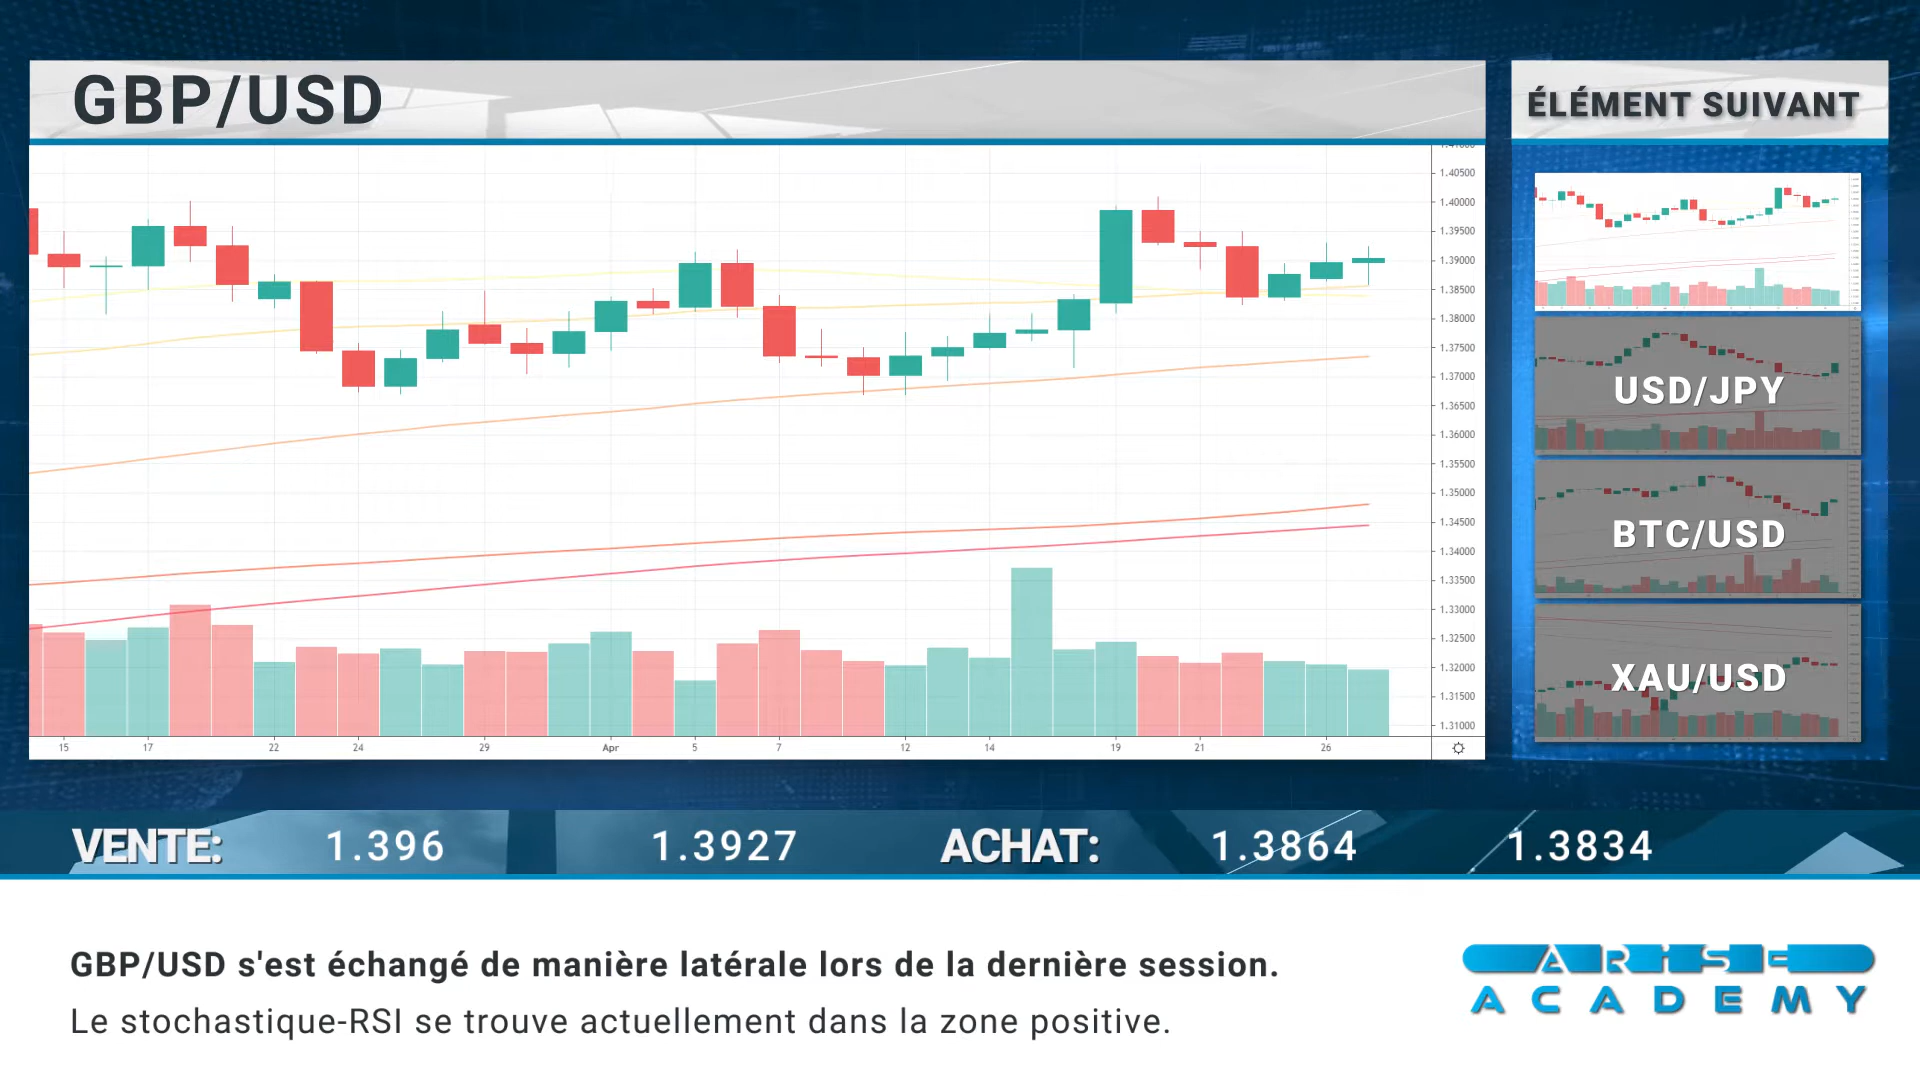 GBP/USD
ÉLÉMENT SUIVANT
1.40500
1.40000
1.39500
1.39000
1.38500
1.38000
1.37500
1.37000
1.36500
1.36000
1.35500
1.35000
1.34500
1.34000
1.33500
1.33000
1.32500
1.32000
1.31500
1.31000
15 17 22 24 29 Apr 5 7 12 14 19 21 26
USD/JPY
BTC/USD
XAU/USD
VENTE: 1.396 1.3927 ACHAT: 1.3864 1.3834
GBP/USD s'est échangé de manière latérale lors de la dernière session.
Le stochastique-RSI se trouve actuellement dans la zone positive.
ARISE
ACADEMY